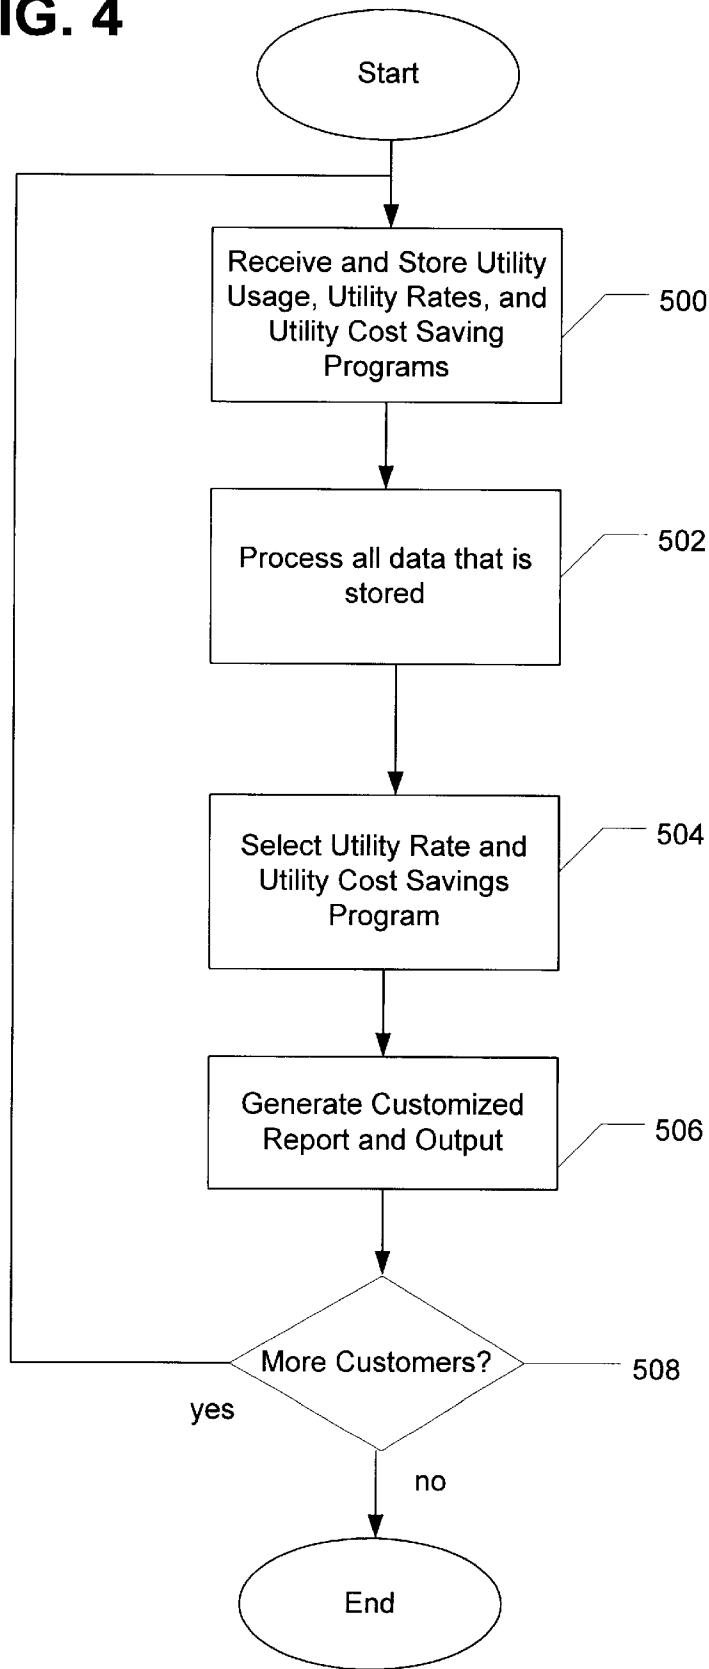 IG. 4
Start
Receive and Store Utility
Usage, Utility Rates, and
Utility Cost Saving
Programs
500
Process all data that is
stored
502
Select Utility Rate and
Utility Cost Savings
Program
504
Generate Customized
Report and Output
506
More Customers?
508
yes
no
End